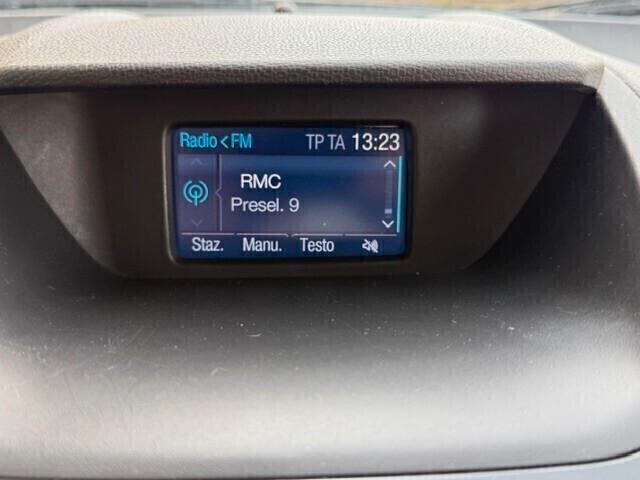 Radio < FM TP TA 13:23
RMC
Presel. 9
Staz. Manu. Testo